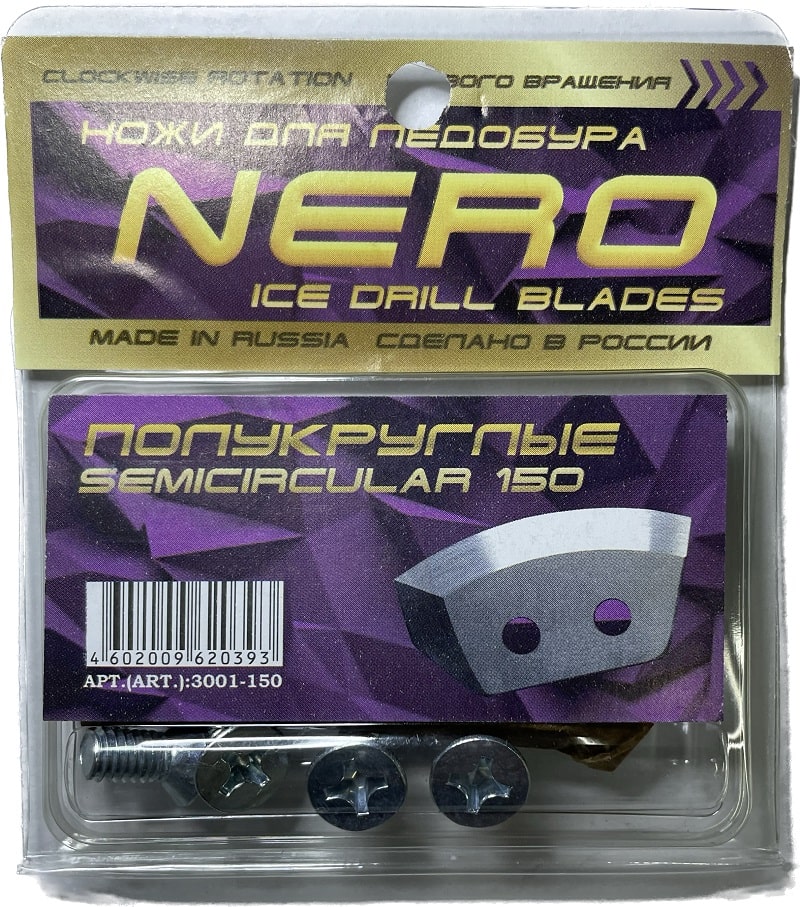 CLOCKWISE ROTATION ВРАЩЕНИЯ
НОЖИ ДЛЯ ЛЕДОБУРА
NERO
ICE DRILL BLADES
MADE IN RUSSIA СДЕЛАНО В РОССИИ
ПОЛУКРУГЛЫЕ
SEMICIRCULAR 150
4 602009 620393
АРТ.(ART.):3001-150